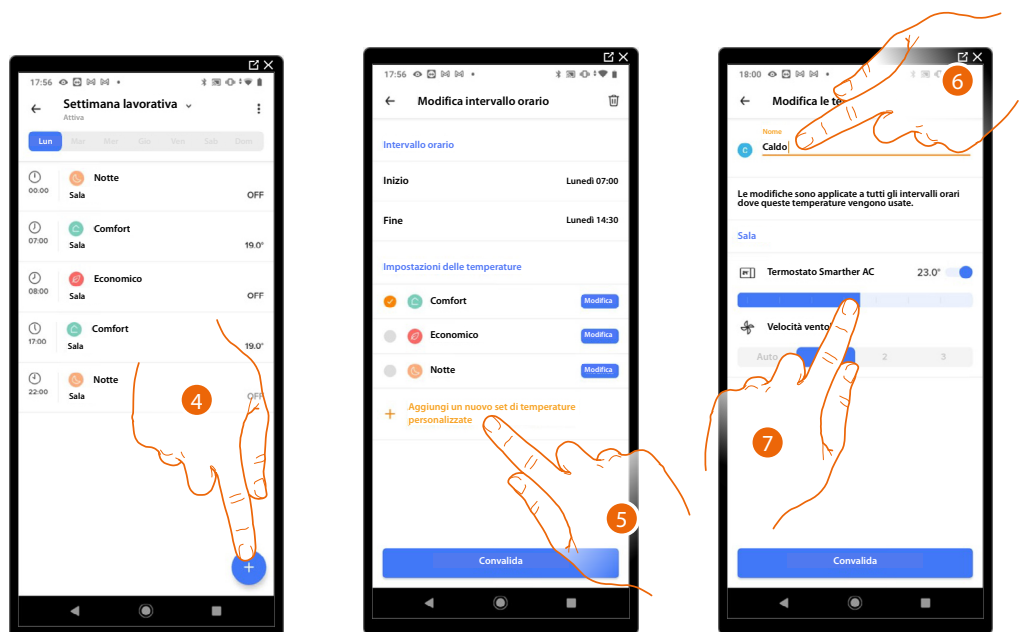 17:56
Settimana lavorativa
Attiva
Lun Mar Mer Gio Ven Sab Dom
Notte
00:00 Sala OFF
Comfort
07:00 Sala 19.0°
Economico
08:00 Sala OFF
Comfort
17:00 Sala 19.0°
Notte
22:00 Sala OFF
4
+
17:56
Modifica intervallo orario
Intervallo orario
Inizio Lunedì 07:00
Fine Lunedì 14:30
Impostazioni delle temperature
Comfort Modifica
Economico Modifica
Notte Modifica
+ Aggiungi un nuovo set di temperature
personalizzate
5
Convalida
18:00
6
Modifica le te
Nome
C Caldo
Le modifiche sono applicate a tutti gli intervalli orari
dove queste temperature vengono usate.
Sala
Termostato Smarther AC 23.0°
Velocità vento
Auto 2 3
7
Convalida